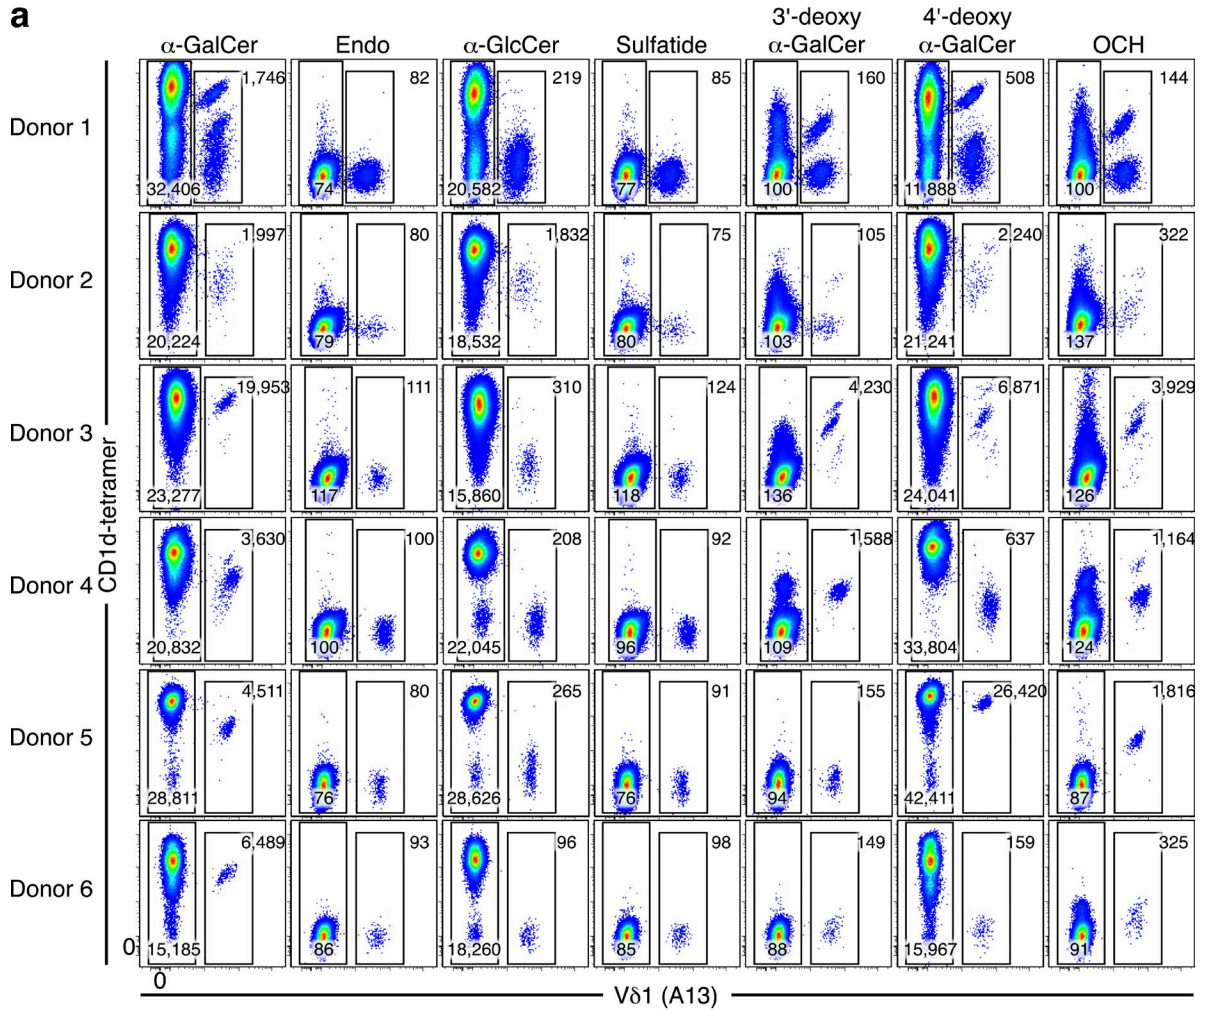 a
α-GalCer Endo α-GlcCer Sulfatide 3'-deoxy α-GalCer 4'-deoxy α-GalCer OCH
Donor 1
1,746 82 219 85 160 508 144
32,406 74 20,582 77 100 11,888 100
Donor 2
1,997 80 1,832 75 105 2,240 322
20,224 79 18,532 80 103 21,241 137
Donor 3
19,953 111 310 124 4,230 6,871 3,929
23,277 117 15,860 118 136 24,041 126
CD1d-tetramer
Donor 4
3,630 100 208 92 1,588 637 1,164
20,832 100 22,045 96 109 33,804 124
Donor 5
4,511 80 265 91 155 26,420 1,816
28,811 76 28,626 76 94 42,411 87
Donor 6
6,489 93 96 98 149 159 325
0 15,185 86 18,260 85 88 15,967 91
0
Vδ1 (A13)